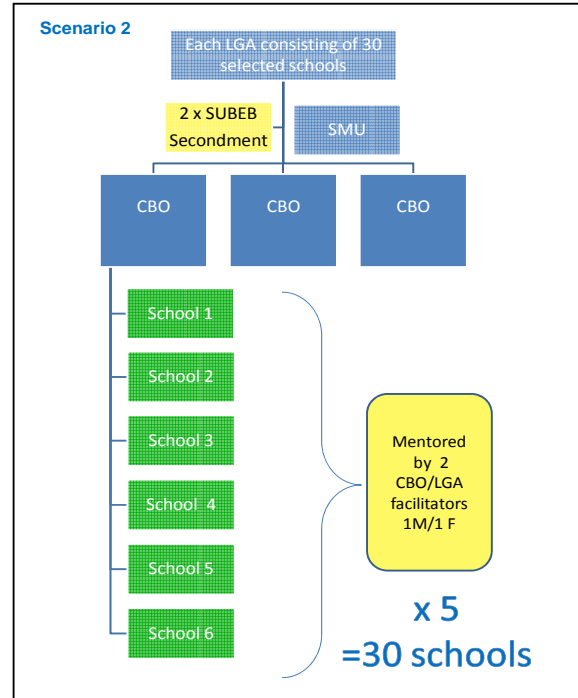 Scenario 2
Each LGA consisting of 30
selected schools
2 x SUBEB
Secondment
SMU
CBO
CBO
CBO
School 1
School 2
School 3
School 4
School 5
School 6
Mentored
by 2
CBO/LGA
facilitators
1M/1 F
x 5
=30 schools